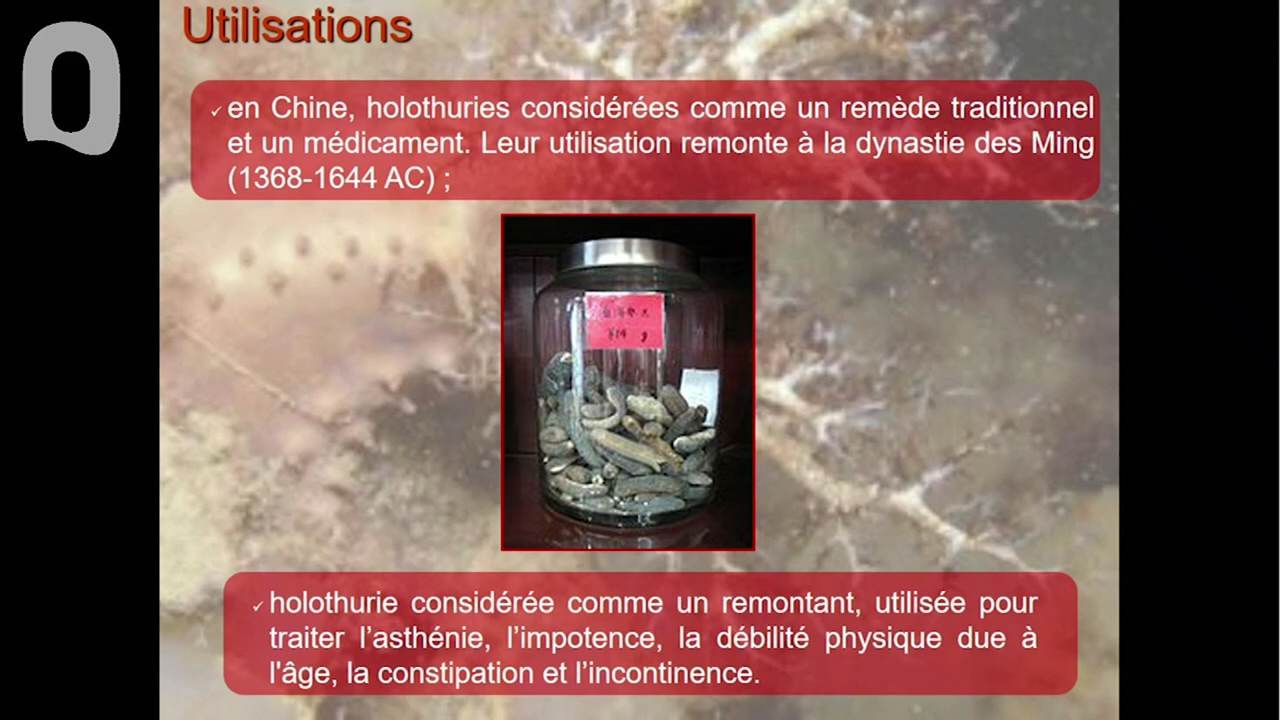 Utilisations
✓ en Chine, holothuries considérées comme un remède traditionnel
et un médicament. Leur utilisation remonte à la dynastie des Ming
(1368-1644 AC) ;
✓ holothurie considérée comme un remontant, utilisée pour
traiter l’asthénie, l’impotence, la débilité physique due à
l'âge, la constipation et l’incontinence.